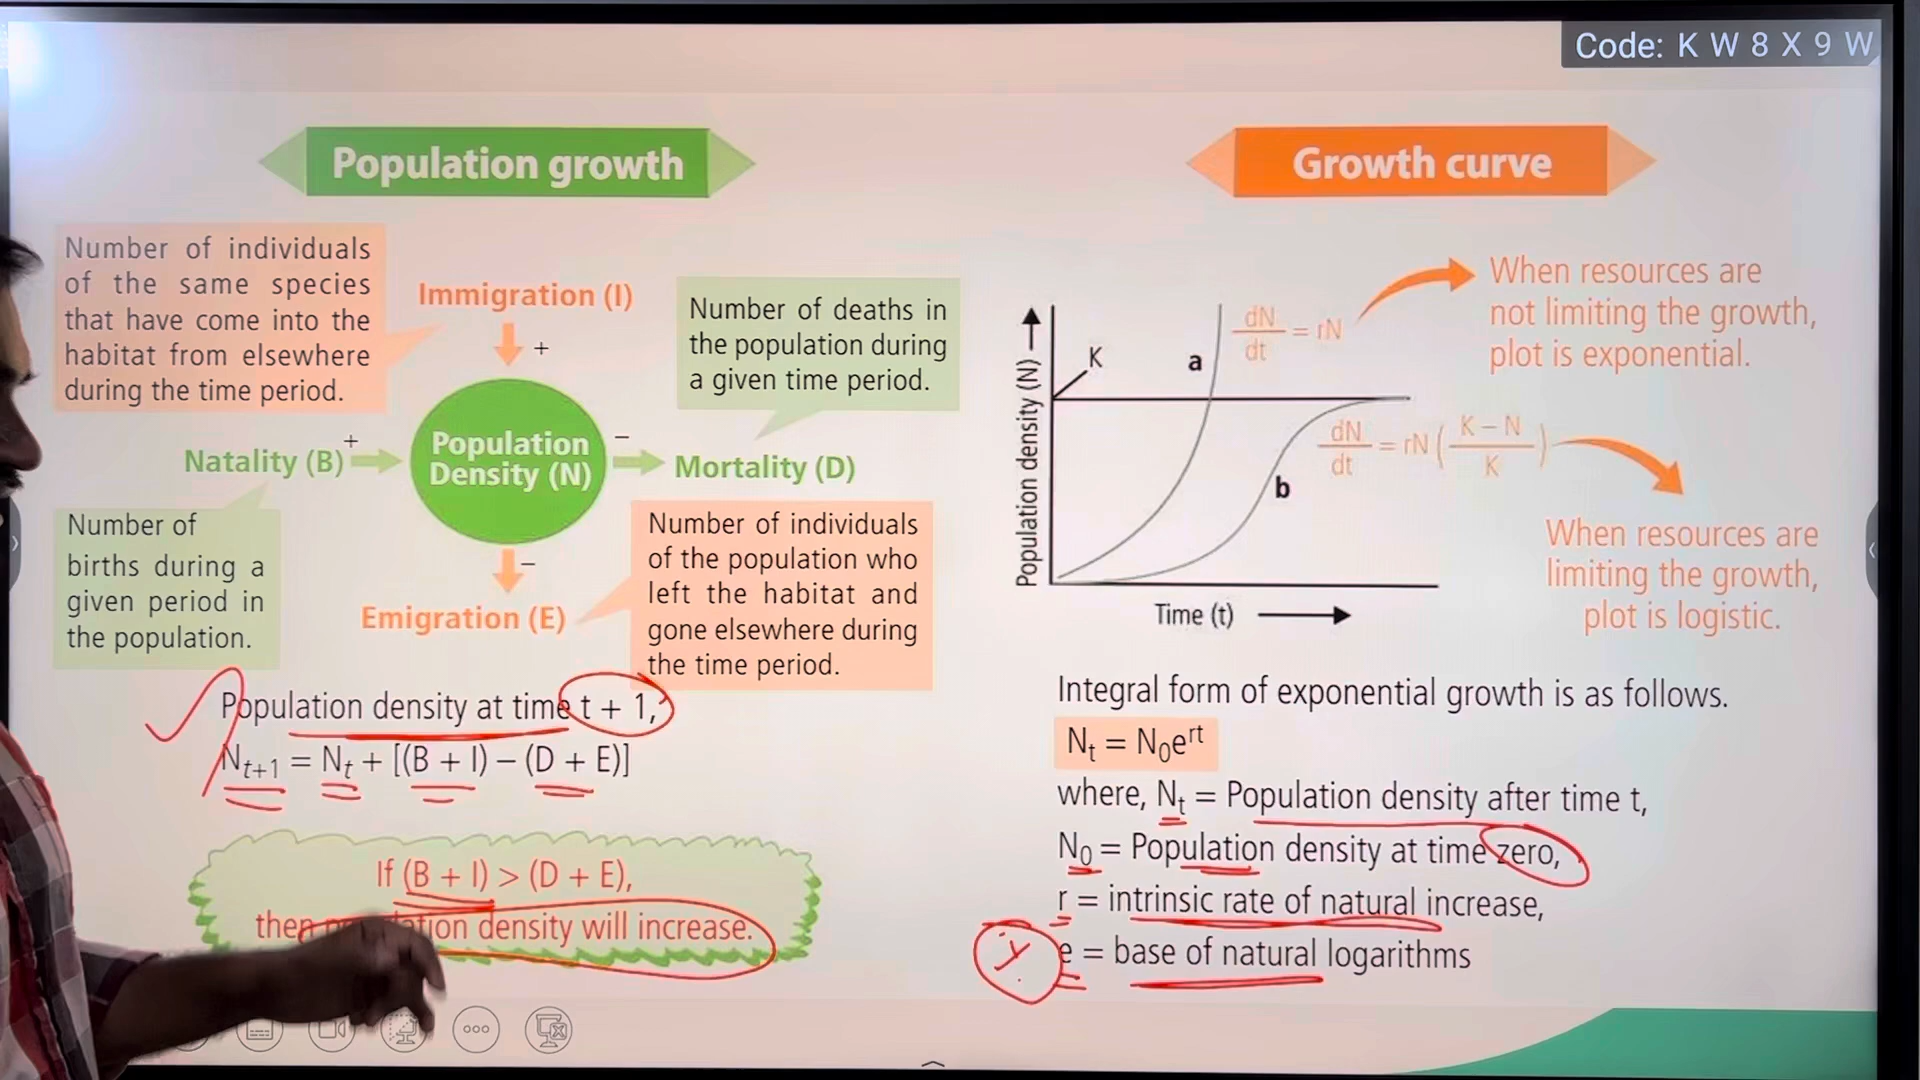 Code: K W 8 X 9 W
Population growth
Number of individuals
of the same species
that have come into the
habitat from elsewhere
during the time period.
Immigration (I)
+
Number of deaths in
the population during
a given time period.
Natality (B)
+
Population
Density (N)
−
Mortality (D)
Number of
births during a
given period in
the population.
−
Emigration (E)
Number of individuals
of the population who
left the habitat and
gone elsewhere during
the time period.
Population density at time t + 1,
Nt+1 = Nt + [(B + I) − (D + E)]
If (B + I) > (D + E),
then density will increase.
Growth curve
Population density (N)
K
a
dN/dt = rN
When resources are
not limiting the growth,
plot is exponential.
b
dN/dt = rN (K − N / K)
When resources are
limiting the growth,
plot is logistic.
Time (t)
Integral form of exponential growth is as follows.
Nt = N0e^rt
where, Nt = Population density after time t,
N0 = Population density at time zero,
r = intrinsic rate of natural increase,
e = base of natural logarithms